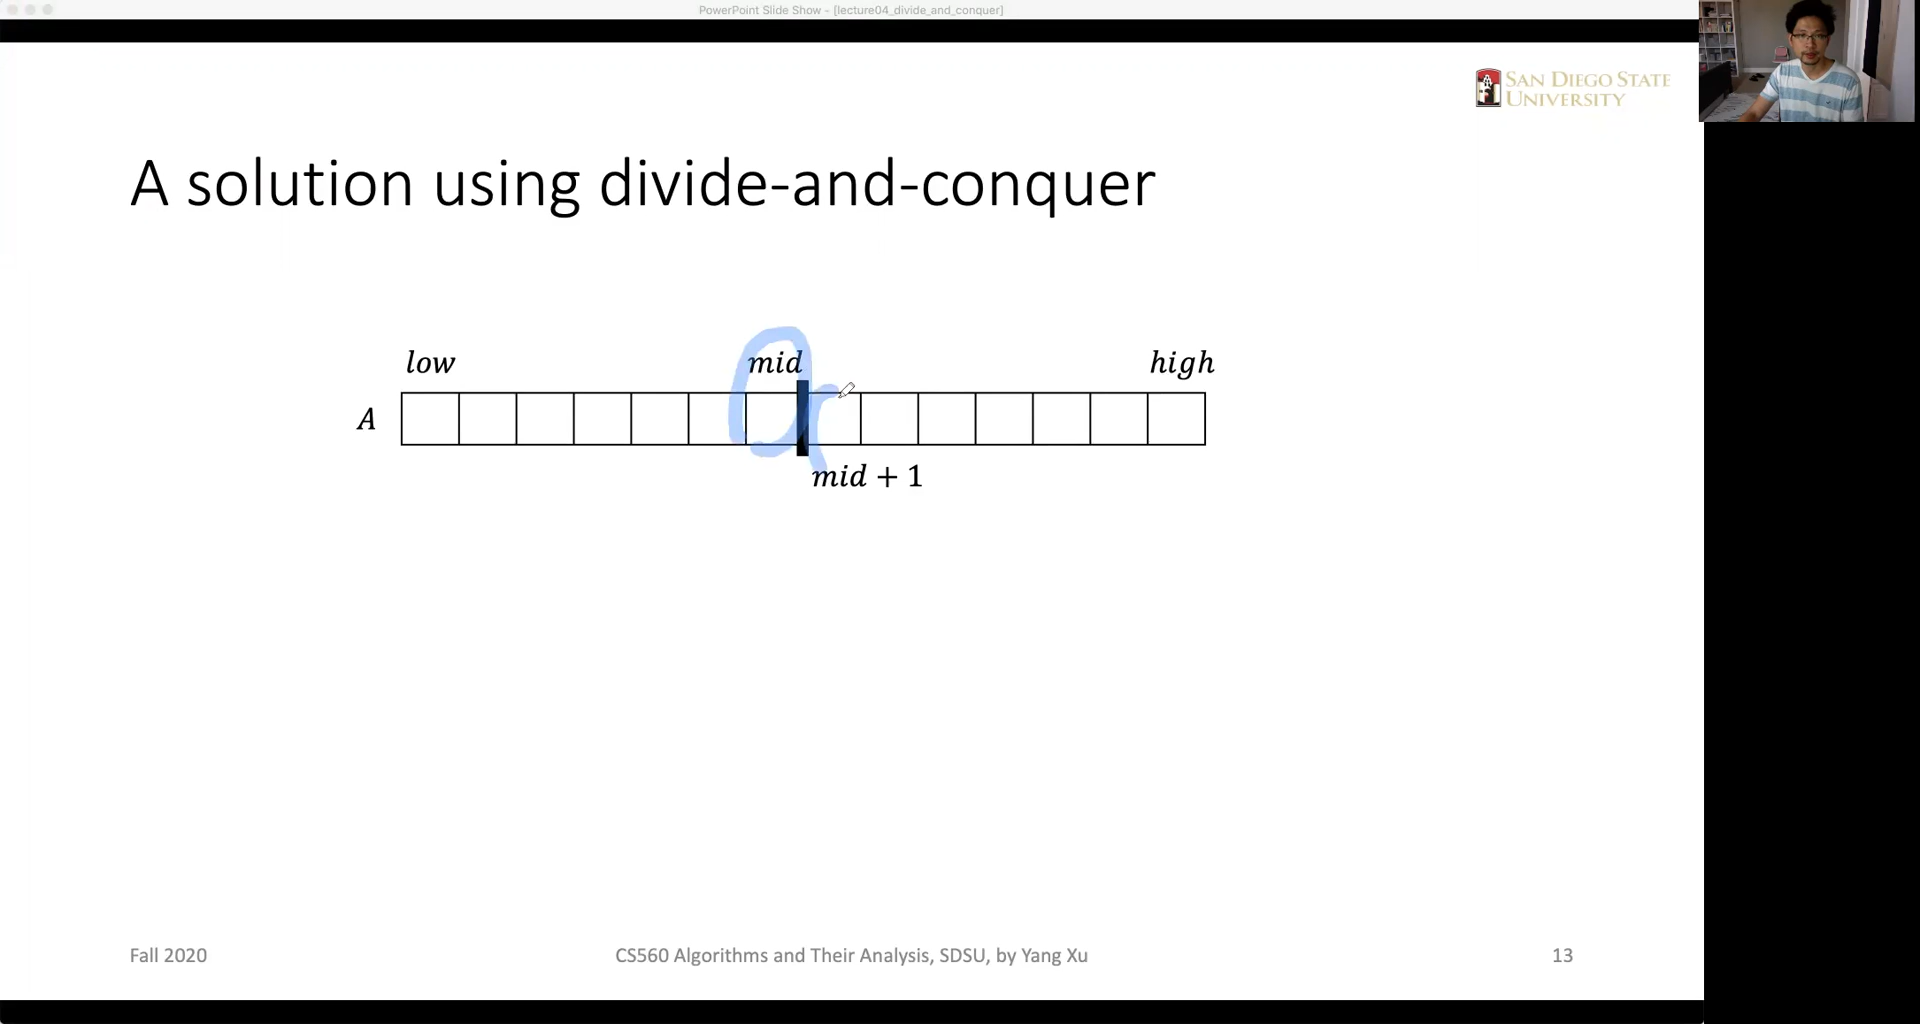 PowerPoint Slide Show - [lecture04_divide_and_conquer]
SAN DIEGO STATE
UNIVERSITY
A solution using divide-and-conquer
low mid high
A
mid + 1
Fall 2020 CS560 Algorithms and Their Analysis, SDSU, by Yang Xu 13